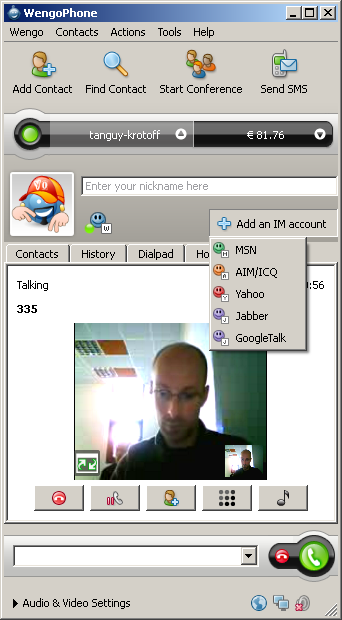 WengoPhone
Wengo Contacts Actions Tools Help
Add Contact Find Contact Start Conference Send SMS
tanguy-krotoff € 81.76
Enter your nickname here
W
Add an IM account
Contacts History Dialpad Ho
MSN
AIM/ICQ
Yahoo
Jabber
GoogleTalk
Talking 0:56
335
Audio & Video Settings